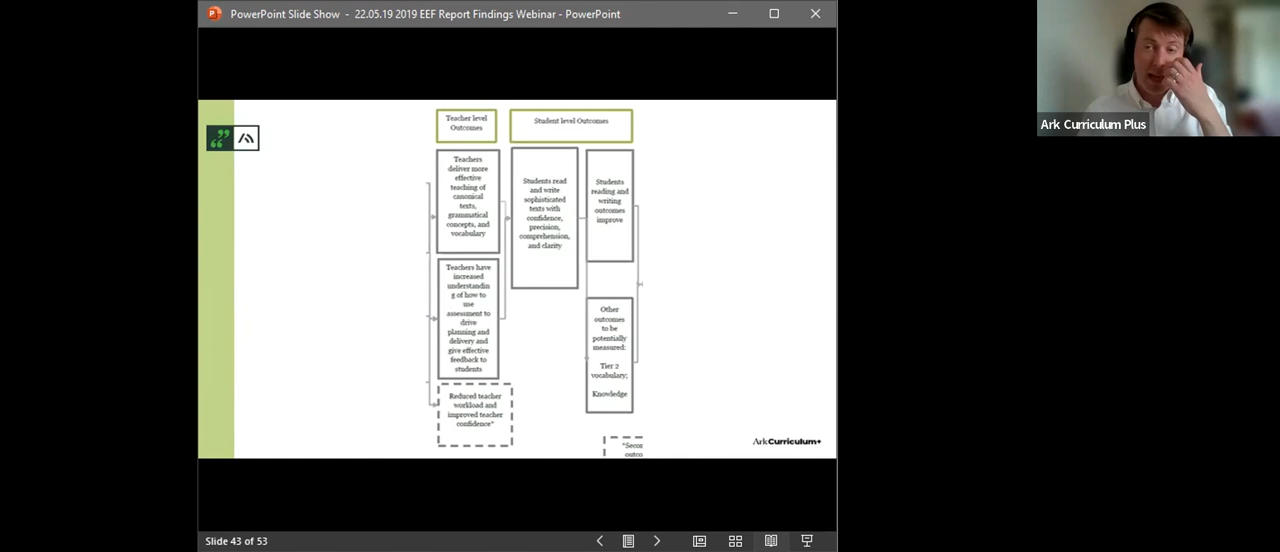 PowerPoint Slide Show - 22.05.19 2019 EEF Report Findings Webinar - PowerPoint
Ark Curriculum Plus
Teacher level
Outcomes
Student level Outcomes
Teachers
deliver more
effective
teaching of
canonical
texts,
grammatical
concepts, and
vocabulary
Students read
and write
sophisticated
texts with
confidence,
precision,
comprehension,
and clarity
Students
reading and
writing
outcomes
improve
Teachers have
increased
understandin
g of how to
use
assessment to
drive
planning and
delivery and
give effective
feedback to
students
Other
outcomes
to be
potentially
measured:
Tier 2
vocabulary;
Knowledge
Reduced teacher
workload and
improved teacher
confidence"
"Secon
outco
ArkCurriculum+
Slide 43 of 53